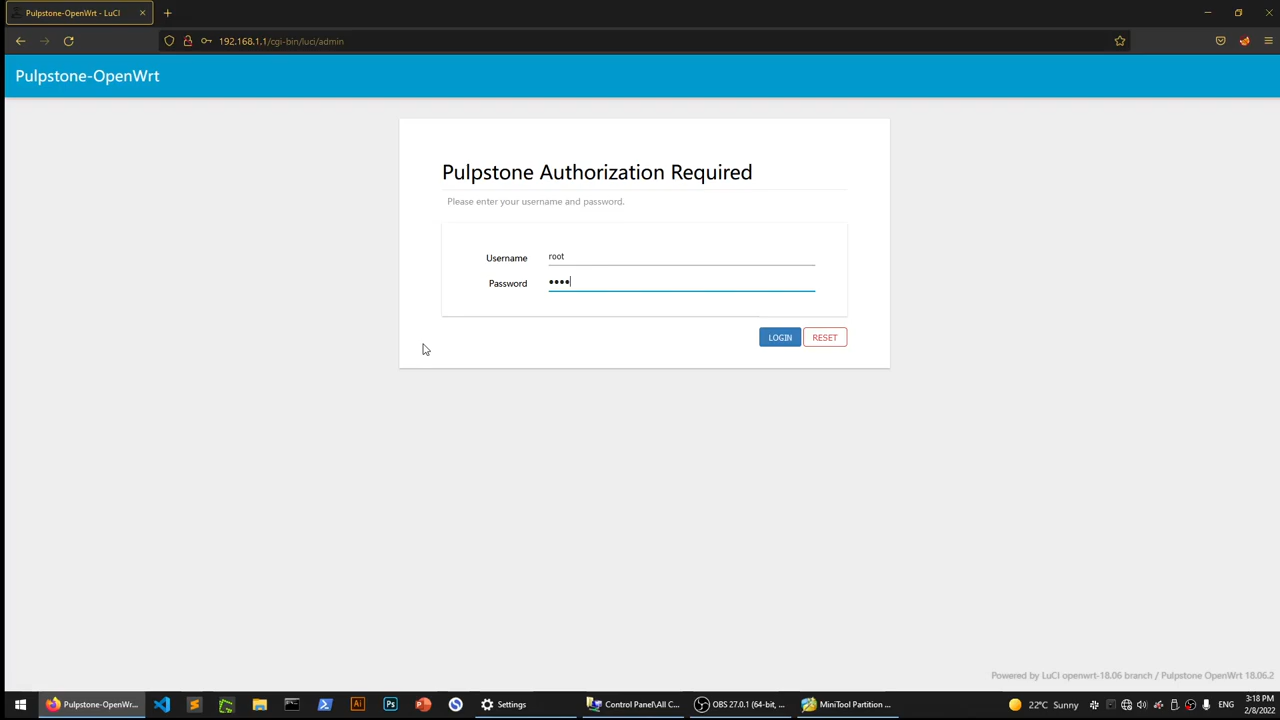 Pulpstone-OpenWrt - LuCI
192.168.1.1/cgi-bin/luci/admin
Pulpstone-OpenWrt
Pulpstone Authorization Required
Please enter your username and password.
Username root
Password ••••
LOGIN RESET
Powered by LuCI openwrt-18.06 branch / Pulpstone OpenWrt 18.06.2
Pulpstone-OpenWr... Settings Control Panel\All C... OBS 27.0.1 (64-bit, ... MiniTool Partition ... 22°C Sunny ENG 3:18 PM
2/8/2022